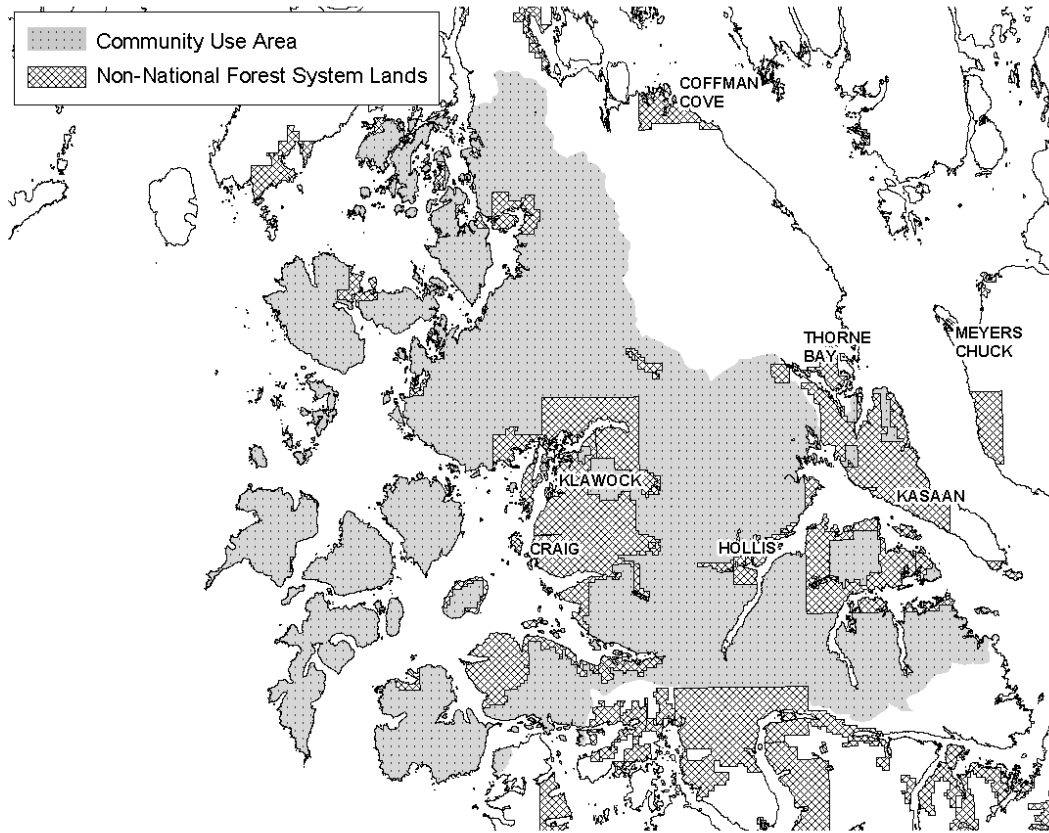 Community Use Area
Non-National Forest System Lands
COFFMAN
COVE
THORNE
BAY
MEYERS
CHUCK
KLAWOCK
KASAAN
CRAIG
HOLLIS